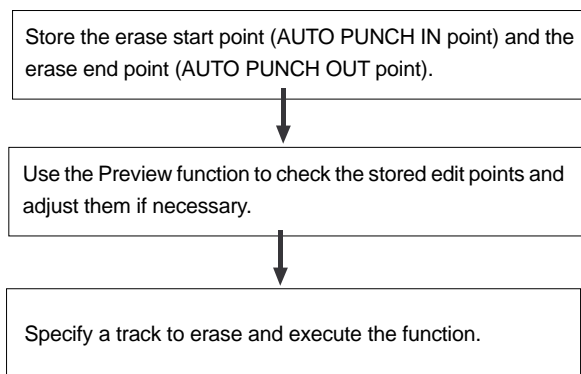 Store the erase start point (AUTO PUNCH IN point) and the
erase end point (AUTO PUNCH OUT point).
Use the Preview function to check the stored edit points and
adjust them if necessary.
Specify a track to erase and execute the function.